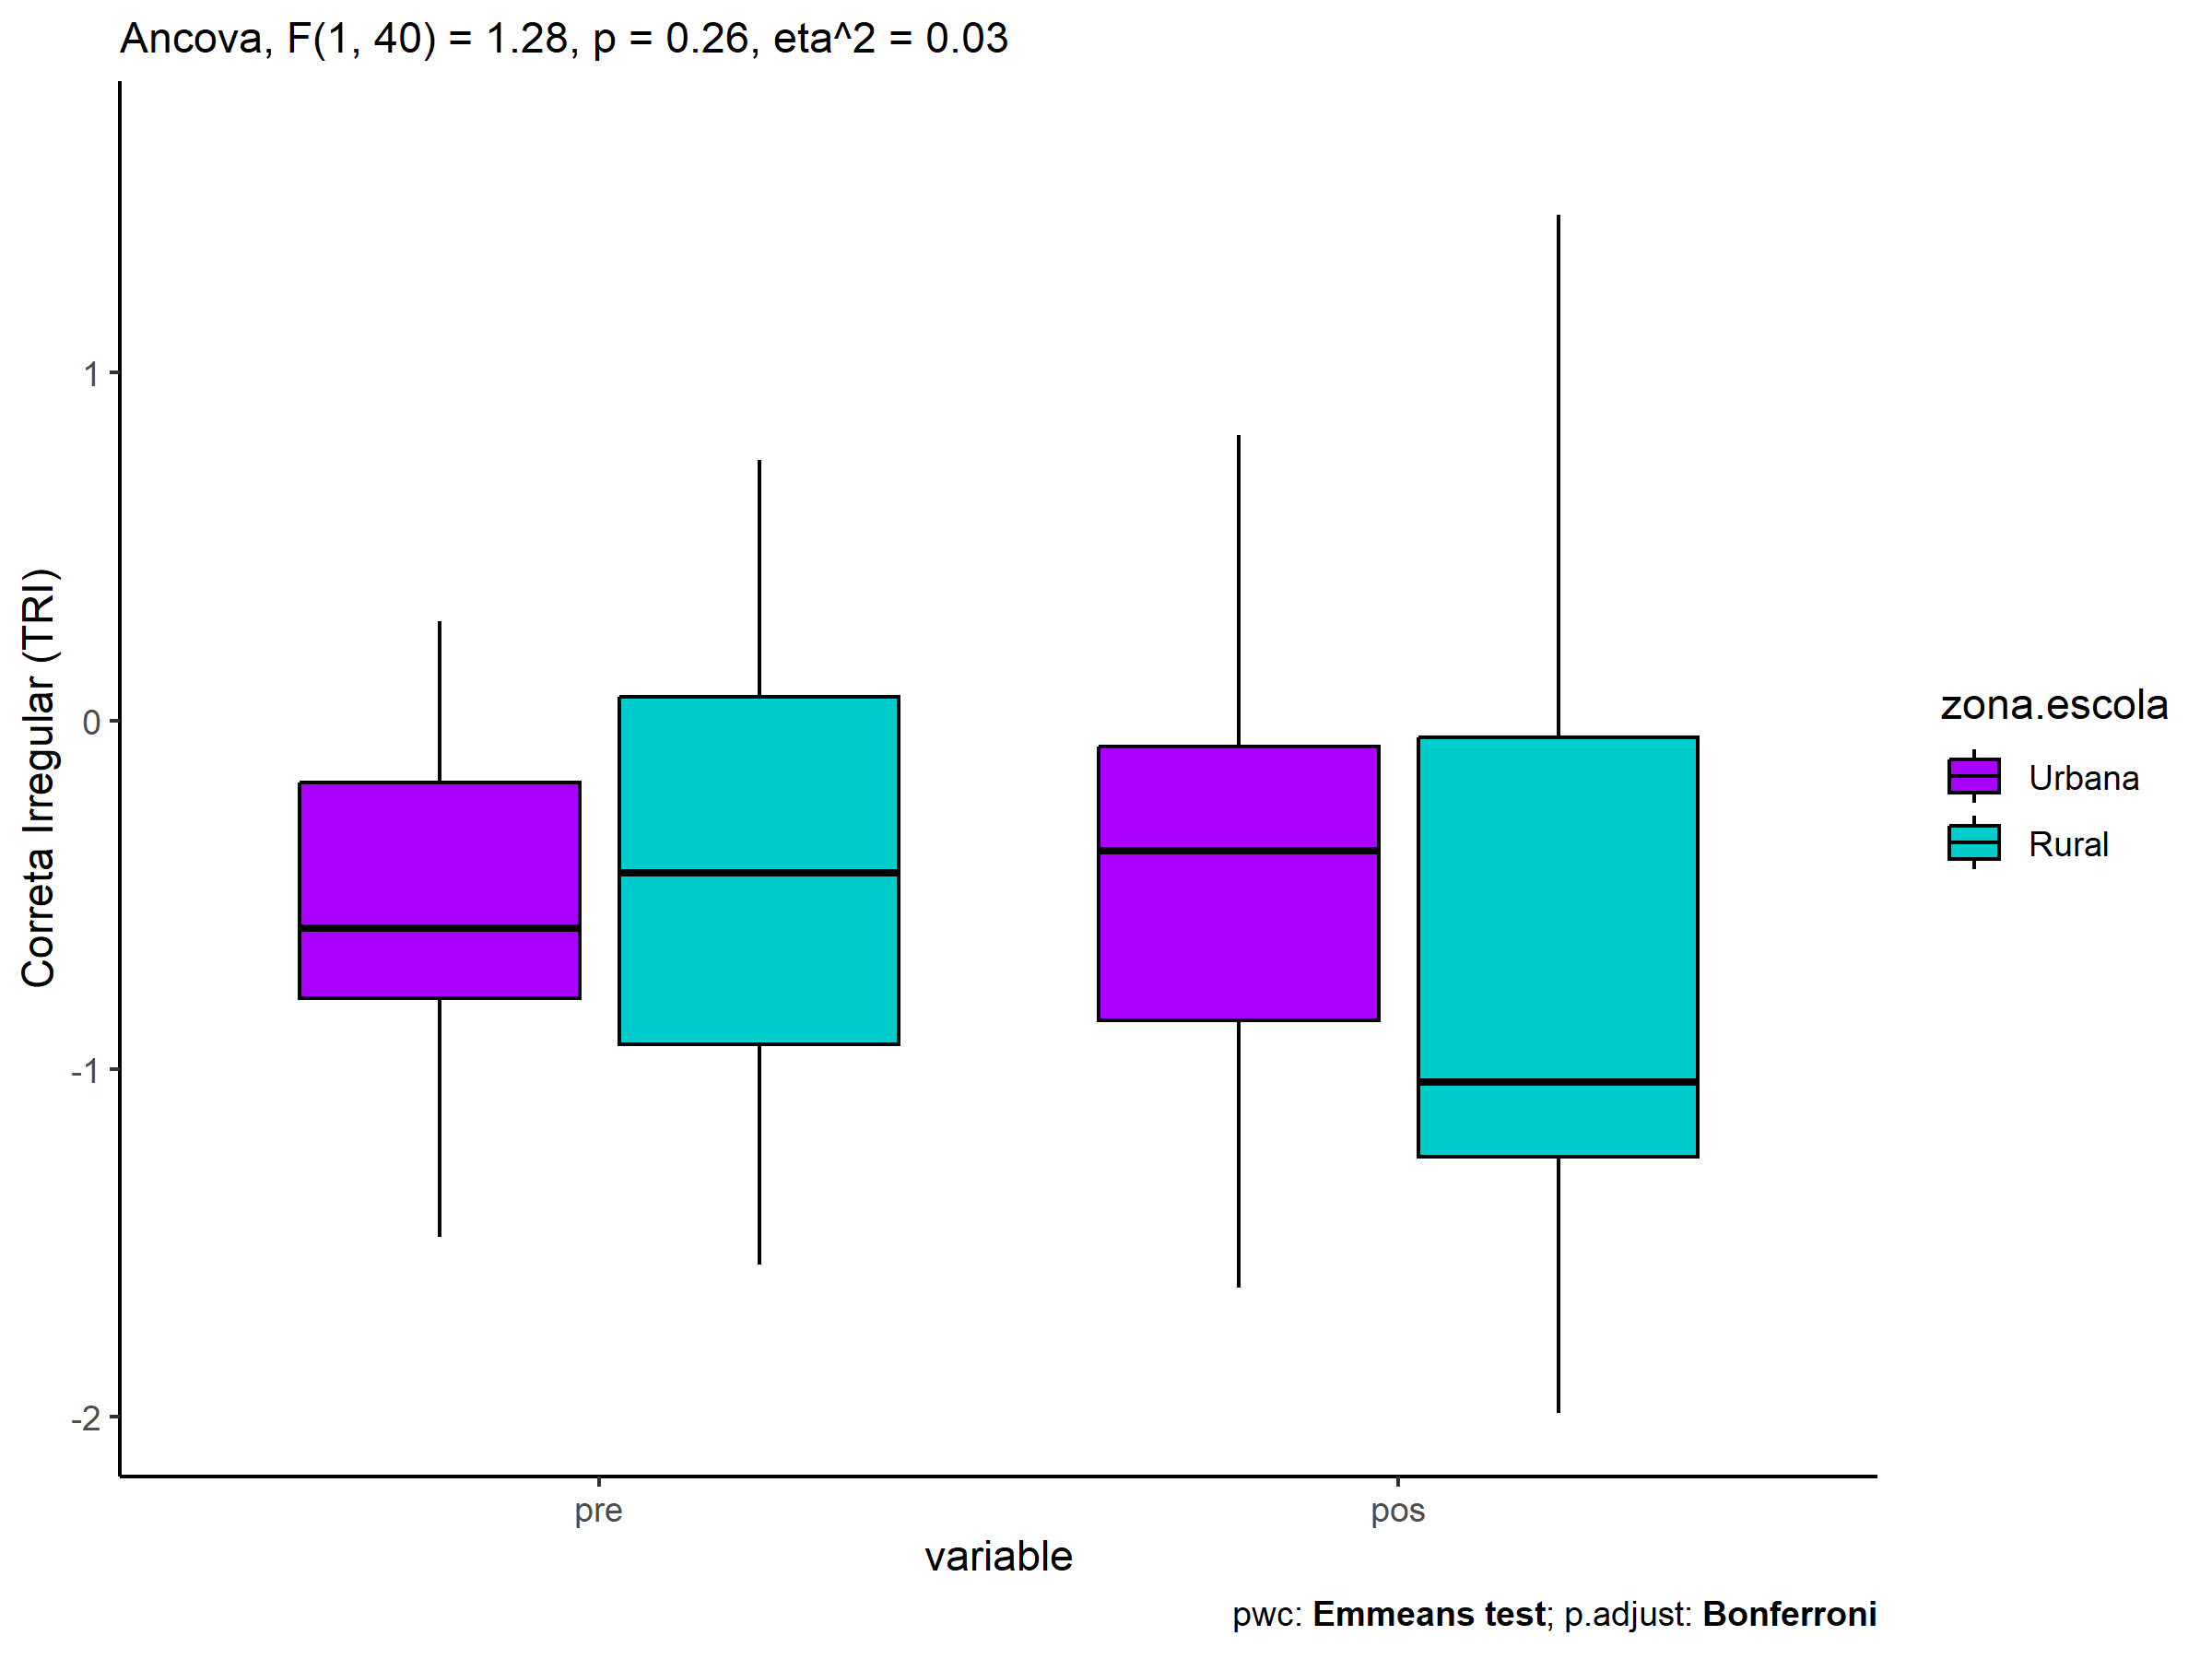 Ancova, F(1, 40) = 1.28, p = 0.26, eta^2 = 0.03
Correta Irregular (TRI)
1
0
-1
-2
pre
pos
variable
zona.escola
Urbana
Rural
pwc: Emmeans test; p.adjust: Bonferroni